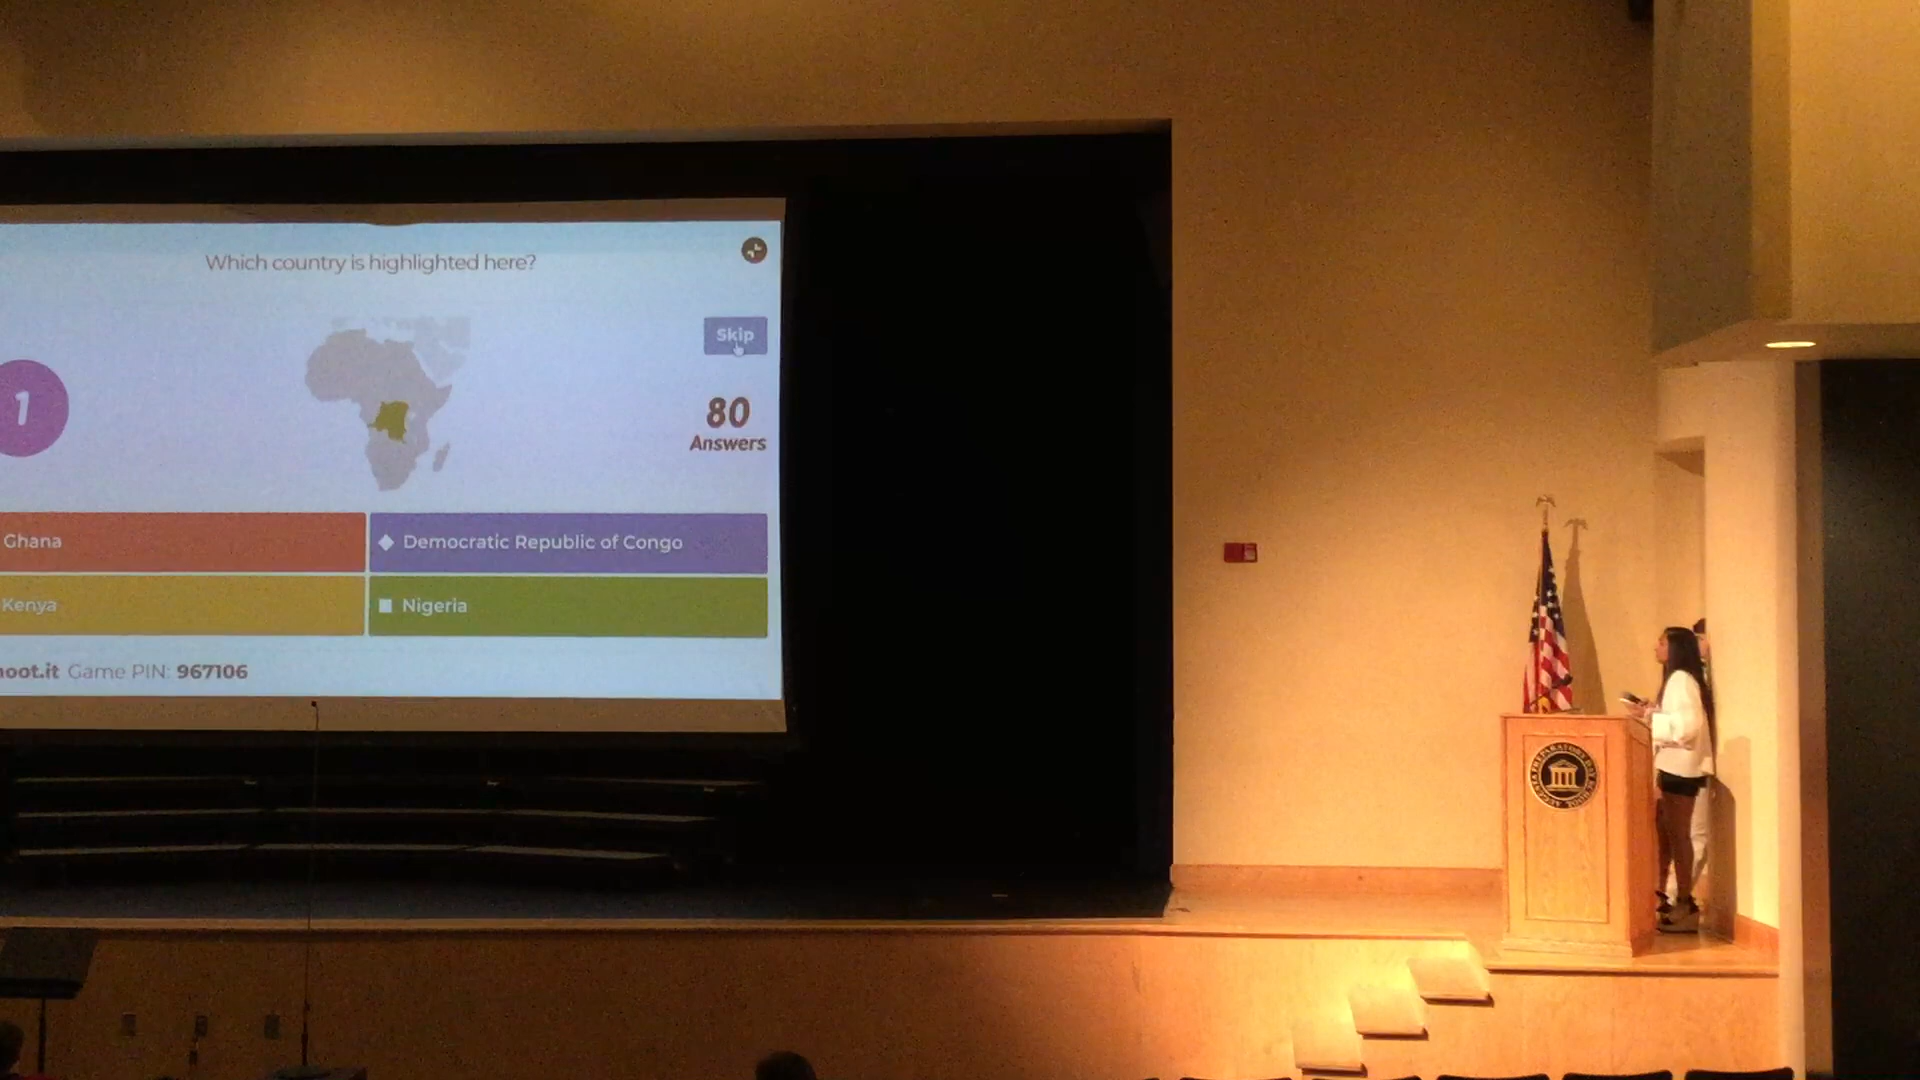 Which country is highlighted here?
Skip
1
80
Answers
Ghana
Democratic Republic of Congo
Kenya
Nigeria
hoot.it Game PIN: 967106